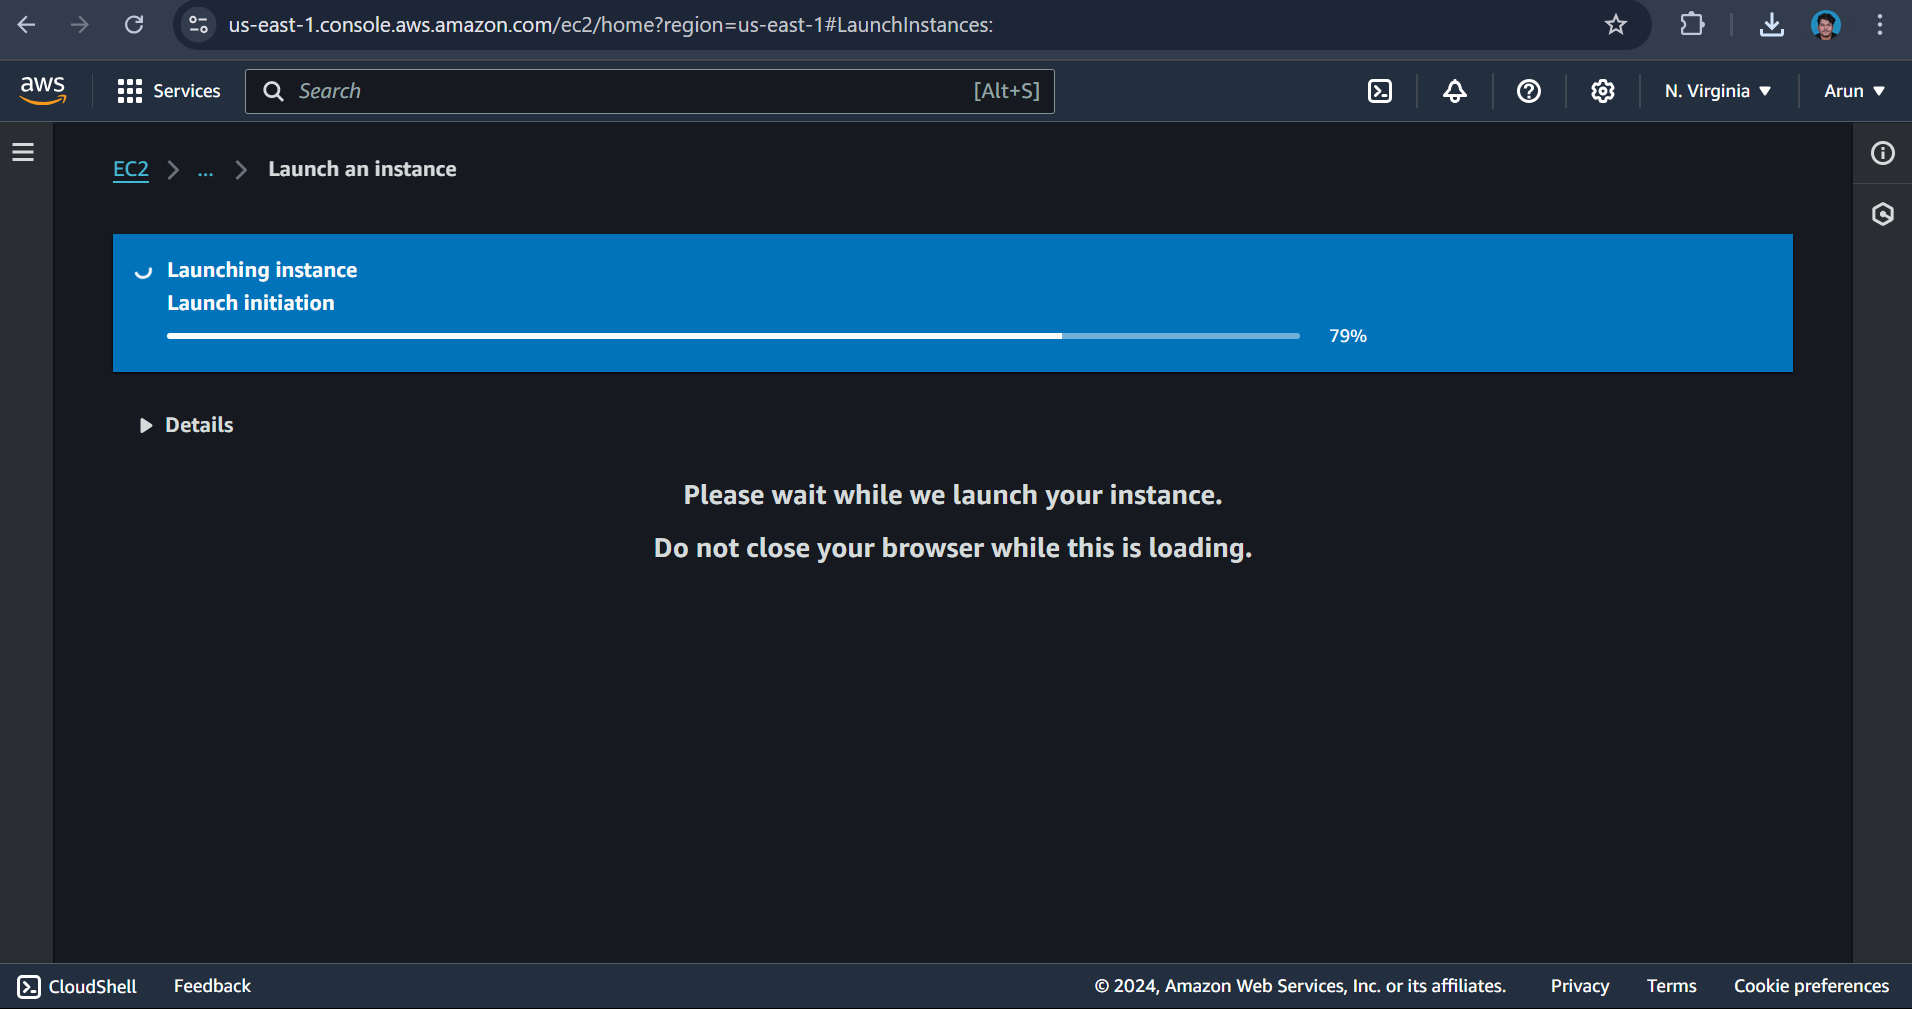 us-east-1.console.aws.amazon.com/ec2/home?region=us-east-1#LaunchInstances:
aws
Services
Search
[Alt+S]
N. Virginia
Arun
EC2
...
Launch an instance
Launching instance
Launch initiation
79%
Details
Please wait while we launch your instance.
Do not close your browser while this is loading.
CloudShell
Feedback
© 2024, Amazon Web Services, Inc. or its affiliates.
Privacy
Terms
Cookie preferences